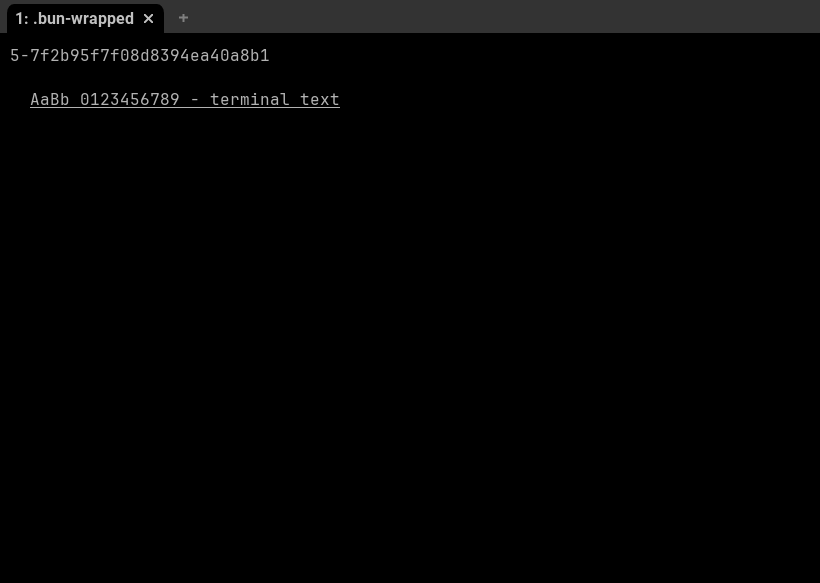 1: .bun-wrapped × +
5-7f2b95f7f08d8394ea40a8b1
AaBb 0123456789 - terminal text